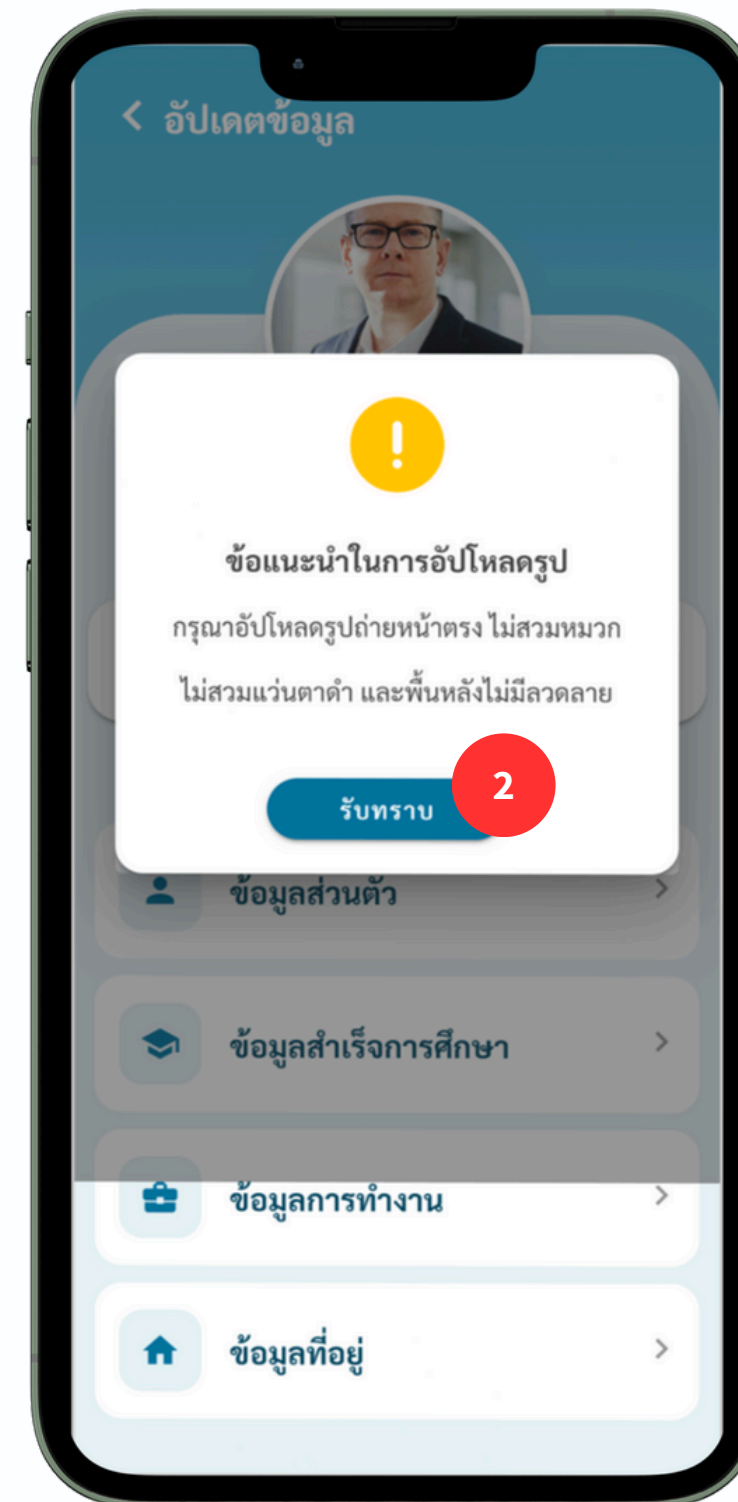 อัปเดตข้อมูล
ข้อแนะนำในการอัปโหลดรูป
กรุณาอัปโหลดรูปถ่ายหน้าตรง ไม่สวมหมวก
ไม่สวมแว่นตาดำ และพื้นหลังไม่มีลวดลาย
รับทราบ
2
ข้อมูลส่วนตัว
ข้อมูลสำเร็จการศึกษา
ข้อมูลการทำงาน
ข้อมูลที่อยู่